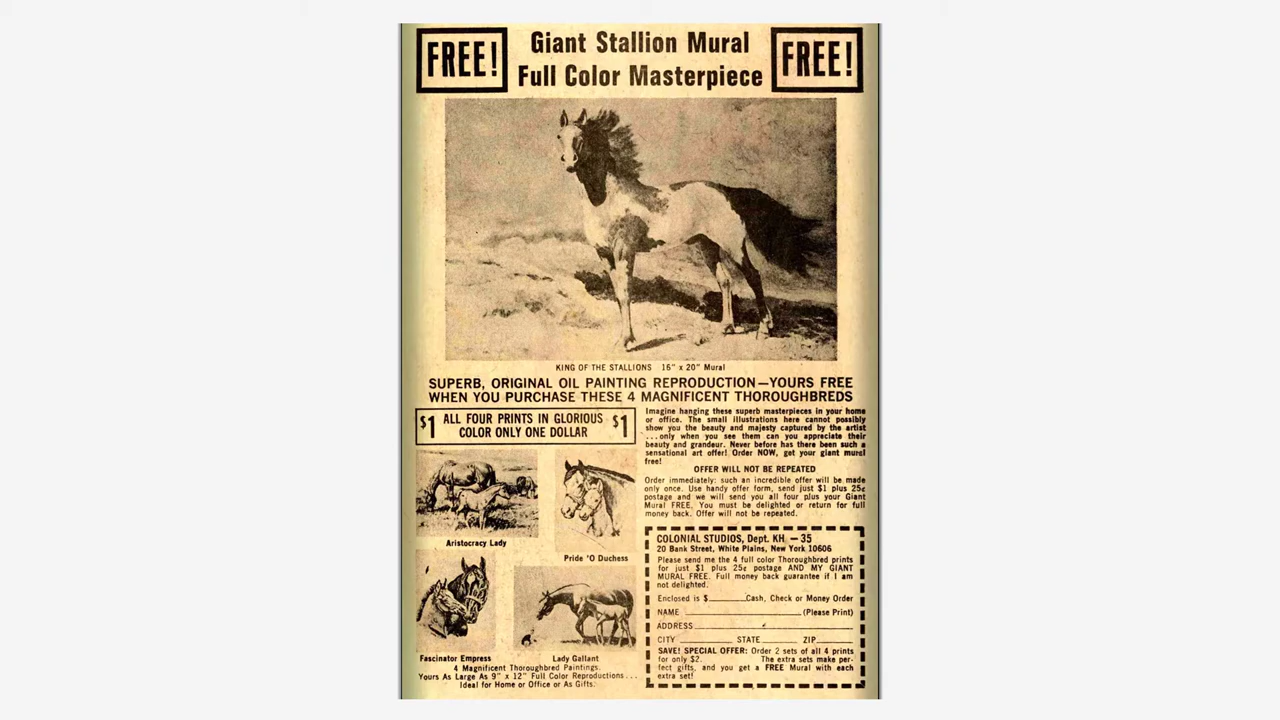 FREE!
Giant Stallion Mural
Full Color Masterpiece
FREE!
KING OF THE STALLIONS 16" x 20" Mural
SUPERB, ORIGINAL OIL PAINTING REPRODUCTION—YOURS FREE
WHEN YOU PURCHASE THESE 4 MAGNIFICENT THOROUGHBREDS
$1 ALL FOUR PRINTS IN GLORIOUS $1
COLOR ONLY ONE DOLLAR
Aristocracy Lady
Pride 'O Duchess
Fascinator Empress
Lady Gallant
4 Magnificent Thoroughbred Paintings.
Yours As Large As 9" x 12" Full Color Reproductions...
Ideal for Home or Office or As Gifts.
Imagine hanging these superb masterpieces in your home
or office. The small illustrations here cannot possibly
show you the beauty and majesty captured by the artist
...only when you see them can you appreciate their
beauty and grandeur. Never before has there been such a
sensational art offer! Order NOW, get your giant mural
free!
OFFER WILL NOT BE REPEATED
Order immediately: such an incredible offer will be made
only once. Use handy offer form, send just $1 plus 25¢
postage and we will send you all four plus your Giant
Mural FREE. You must be delighted or return for full
money back. Offer will not be repeated.
COLONIAL STUDIOS, Dept. KH —35
20 Bank Street, White Plains, New York 10606
Please send me the 4 full color Thoroughbred prints
for just $1 plus 25¢ postage AND MY GIANT
MURAL FREE. Full money back guarantee if I am
not delighted.
Enclosed is $______Cash, Check or Money Order
NAME ______ (Please Print)
ADDRESS ______
CITY ______ STATE ______ ZIP ______
SAVE! SPECIAL OFFER: Order 2 sets of all 4 prints
for only $2. The extra sets make per-
fect gifts, and you get a FREE Mural with each
extra set!